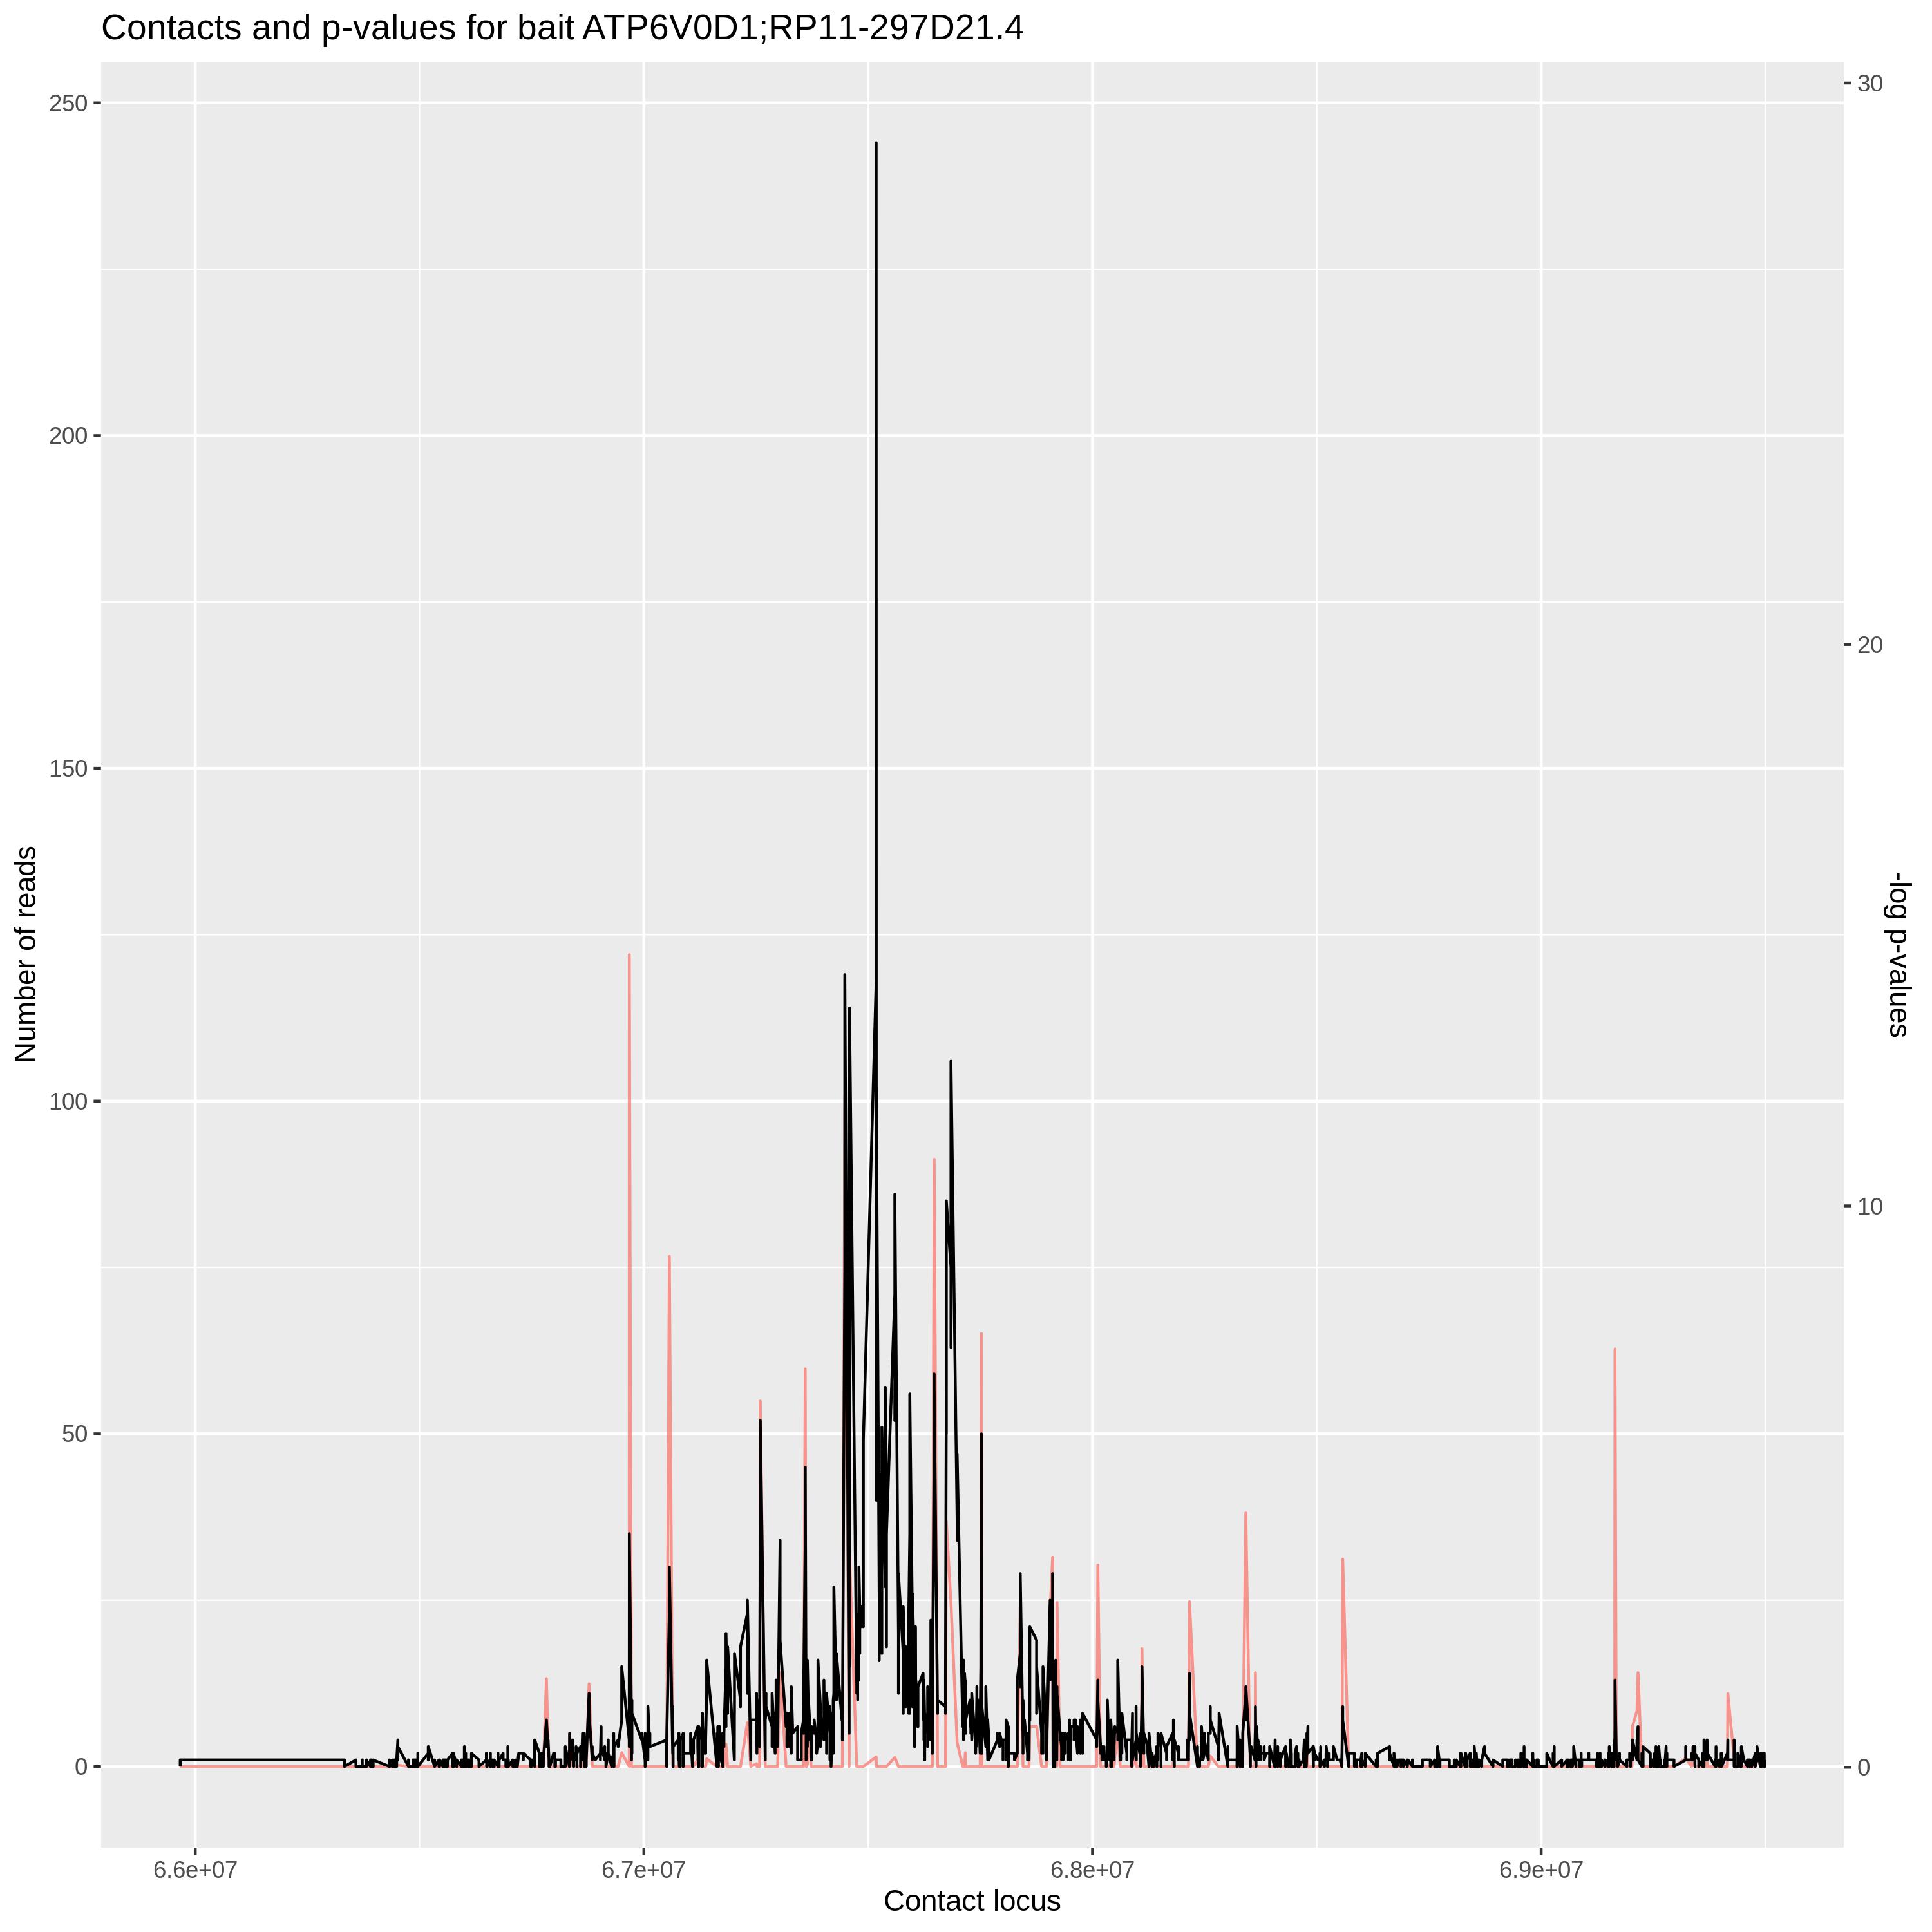 Contacts and p-values for bait ATP6V0D1;RP11-297D21.4
250
200
150
100
50
0
Number of reads
30
20
10
0
-log p-values
6.6e+07
6.7e+07
6.8e+07
6.9e+07
Contact locus